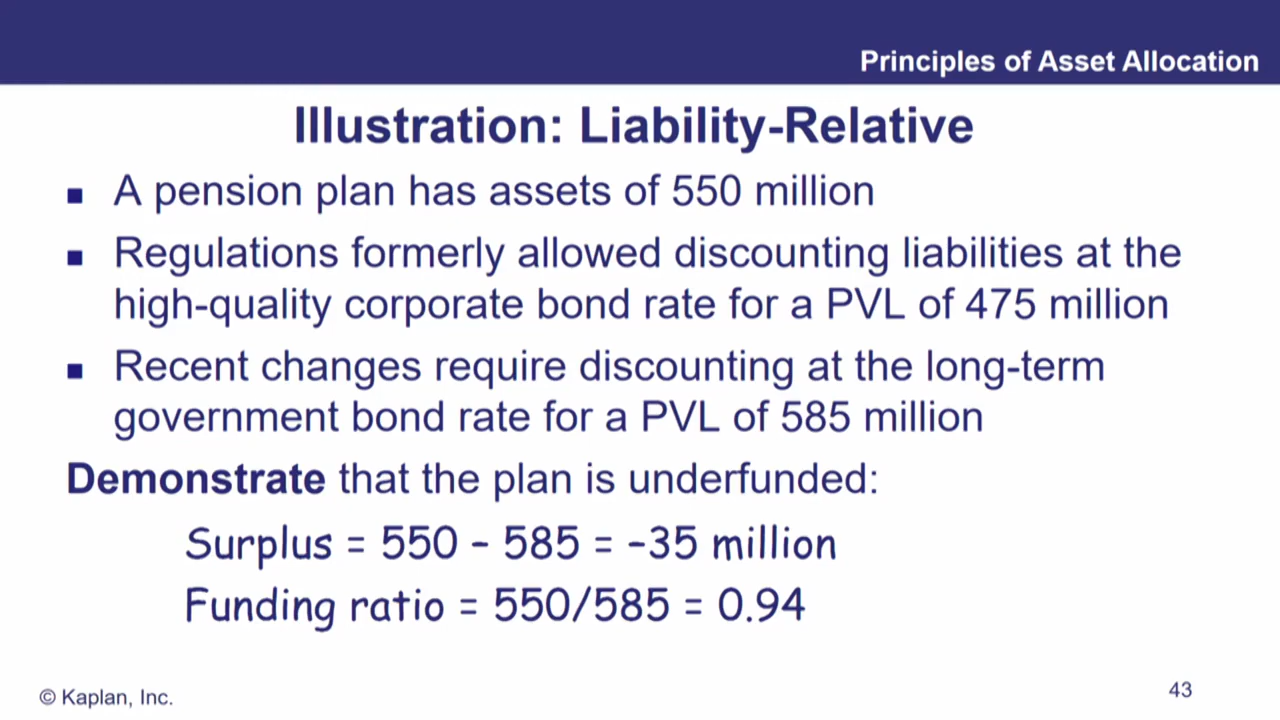 Principles of Asset Allocation
Illustration: Liability-Relative
■ A pension plan has assets of 550 million
■ Regulations formerly allowed discounting liabilities at the
high-quality corporate bond rate for a PVL of 475 million
■ Recent changes require discounting at the long-term
government bond rate for a PVL of 585 million
Demonstrate that the plan is underfunded:
Surplus = 550 - 585 = -35 million
Funding ratio = 550/585 = 0.94
© Kaplan, Inc.
43